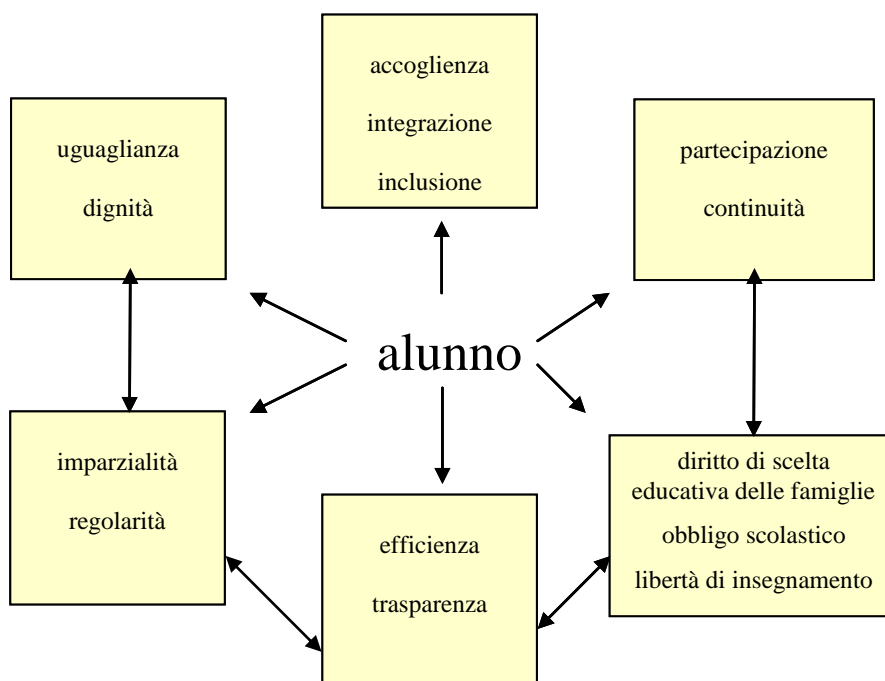 accoglienza
integrazione
inclusione
uguaglianza
dignità
partecipazione
continuità
alunno
imparzialità
regolarità
efficienza
trasparenza
diritto di scelta
educativa delle famiglie
obbligo scolastico
libertà di insegnamento